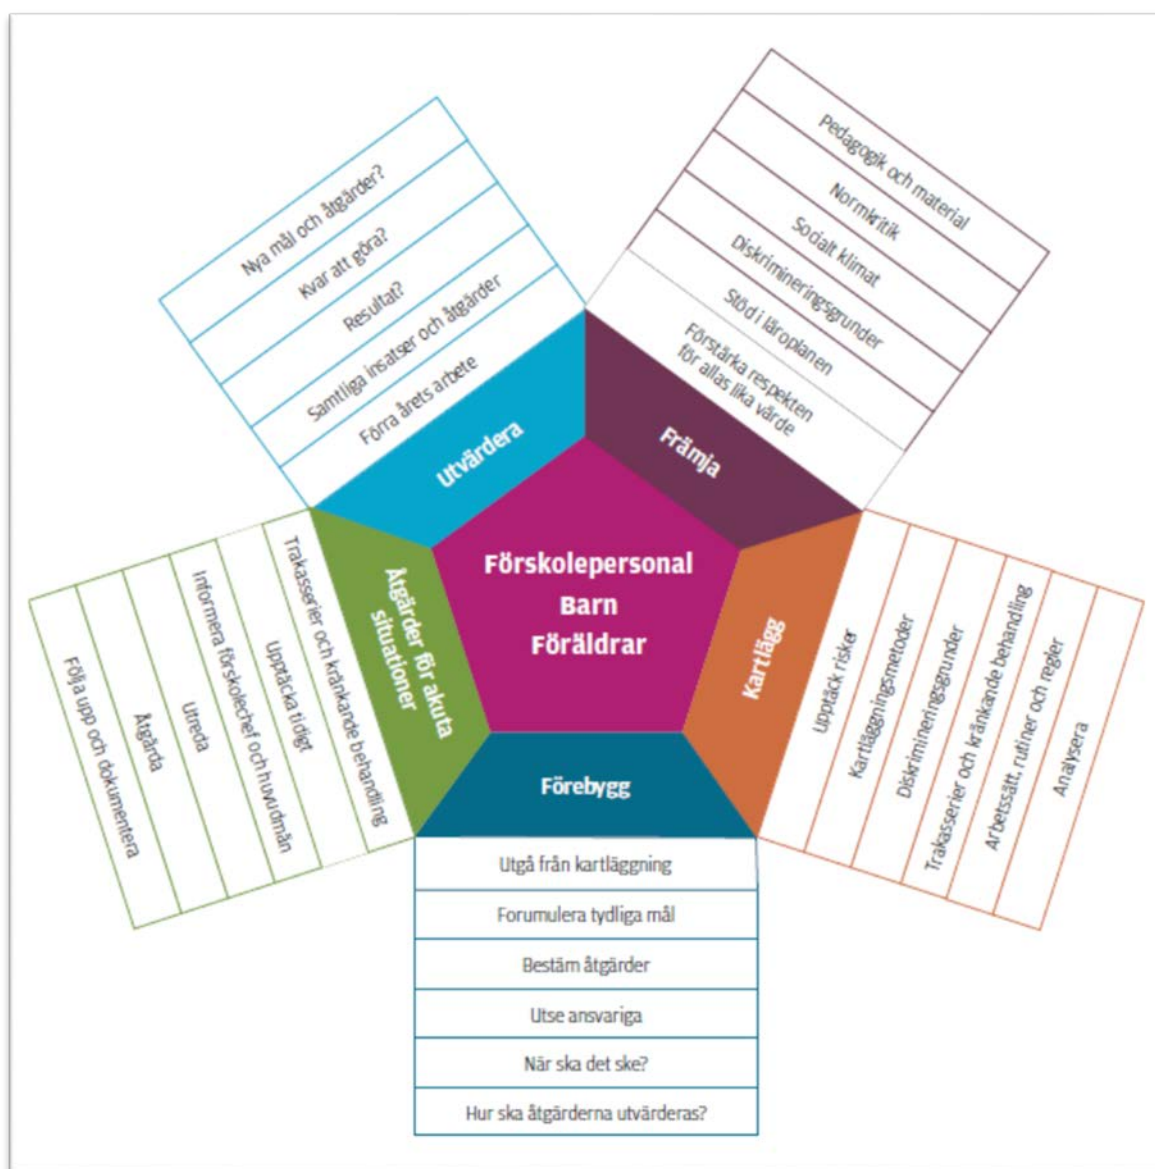 Förskolepersonal
Barn
Föräldrar
Främja
Förstärka respekten
för allas lika värde
Stöd i läroplanen
Diskrimineringsgrunder
Socialt klimat
Normkritik
Pedagogik och material
Kartlägg
Upptäck risker
Kartläggningsmetoder
Diskrimineringsgrunder
Trakasserier och kränkande behandling
Arbetssätt, rutiner och regler
Analysera
Förebygg
Utgå från kartläggning
Forumulera tydliga mål
Bestäm åtgärder
Utse ansvariga
När ska det ske?
Hur ska åtgärderna utvärderas?
Åtgärder för akuta
situationer
Trakasserier och kränkande behandling
Upptäcka tidigt
Informera förskolechef och huvudmän
Utreda
Åtgärda
Följa upp och dokumentera
Utvärdera
Förra årets arbete
Samtliga insatser och åtgärder
Resultat?
Kvar att göra?
Nya mål och åtgärder?